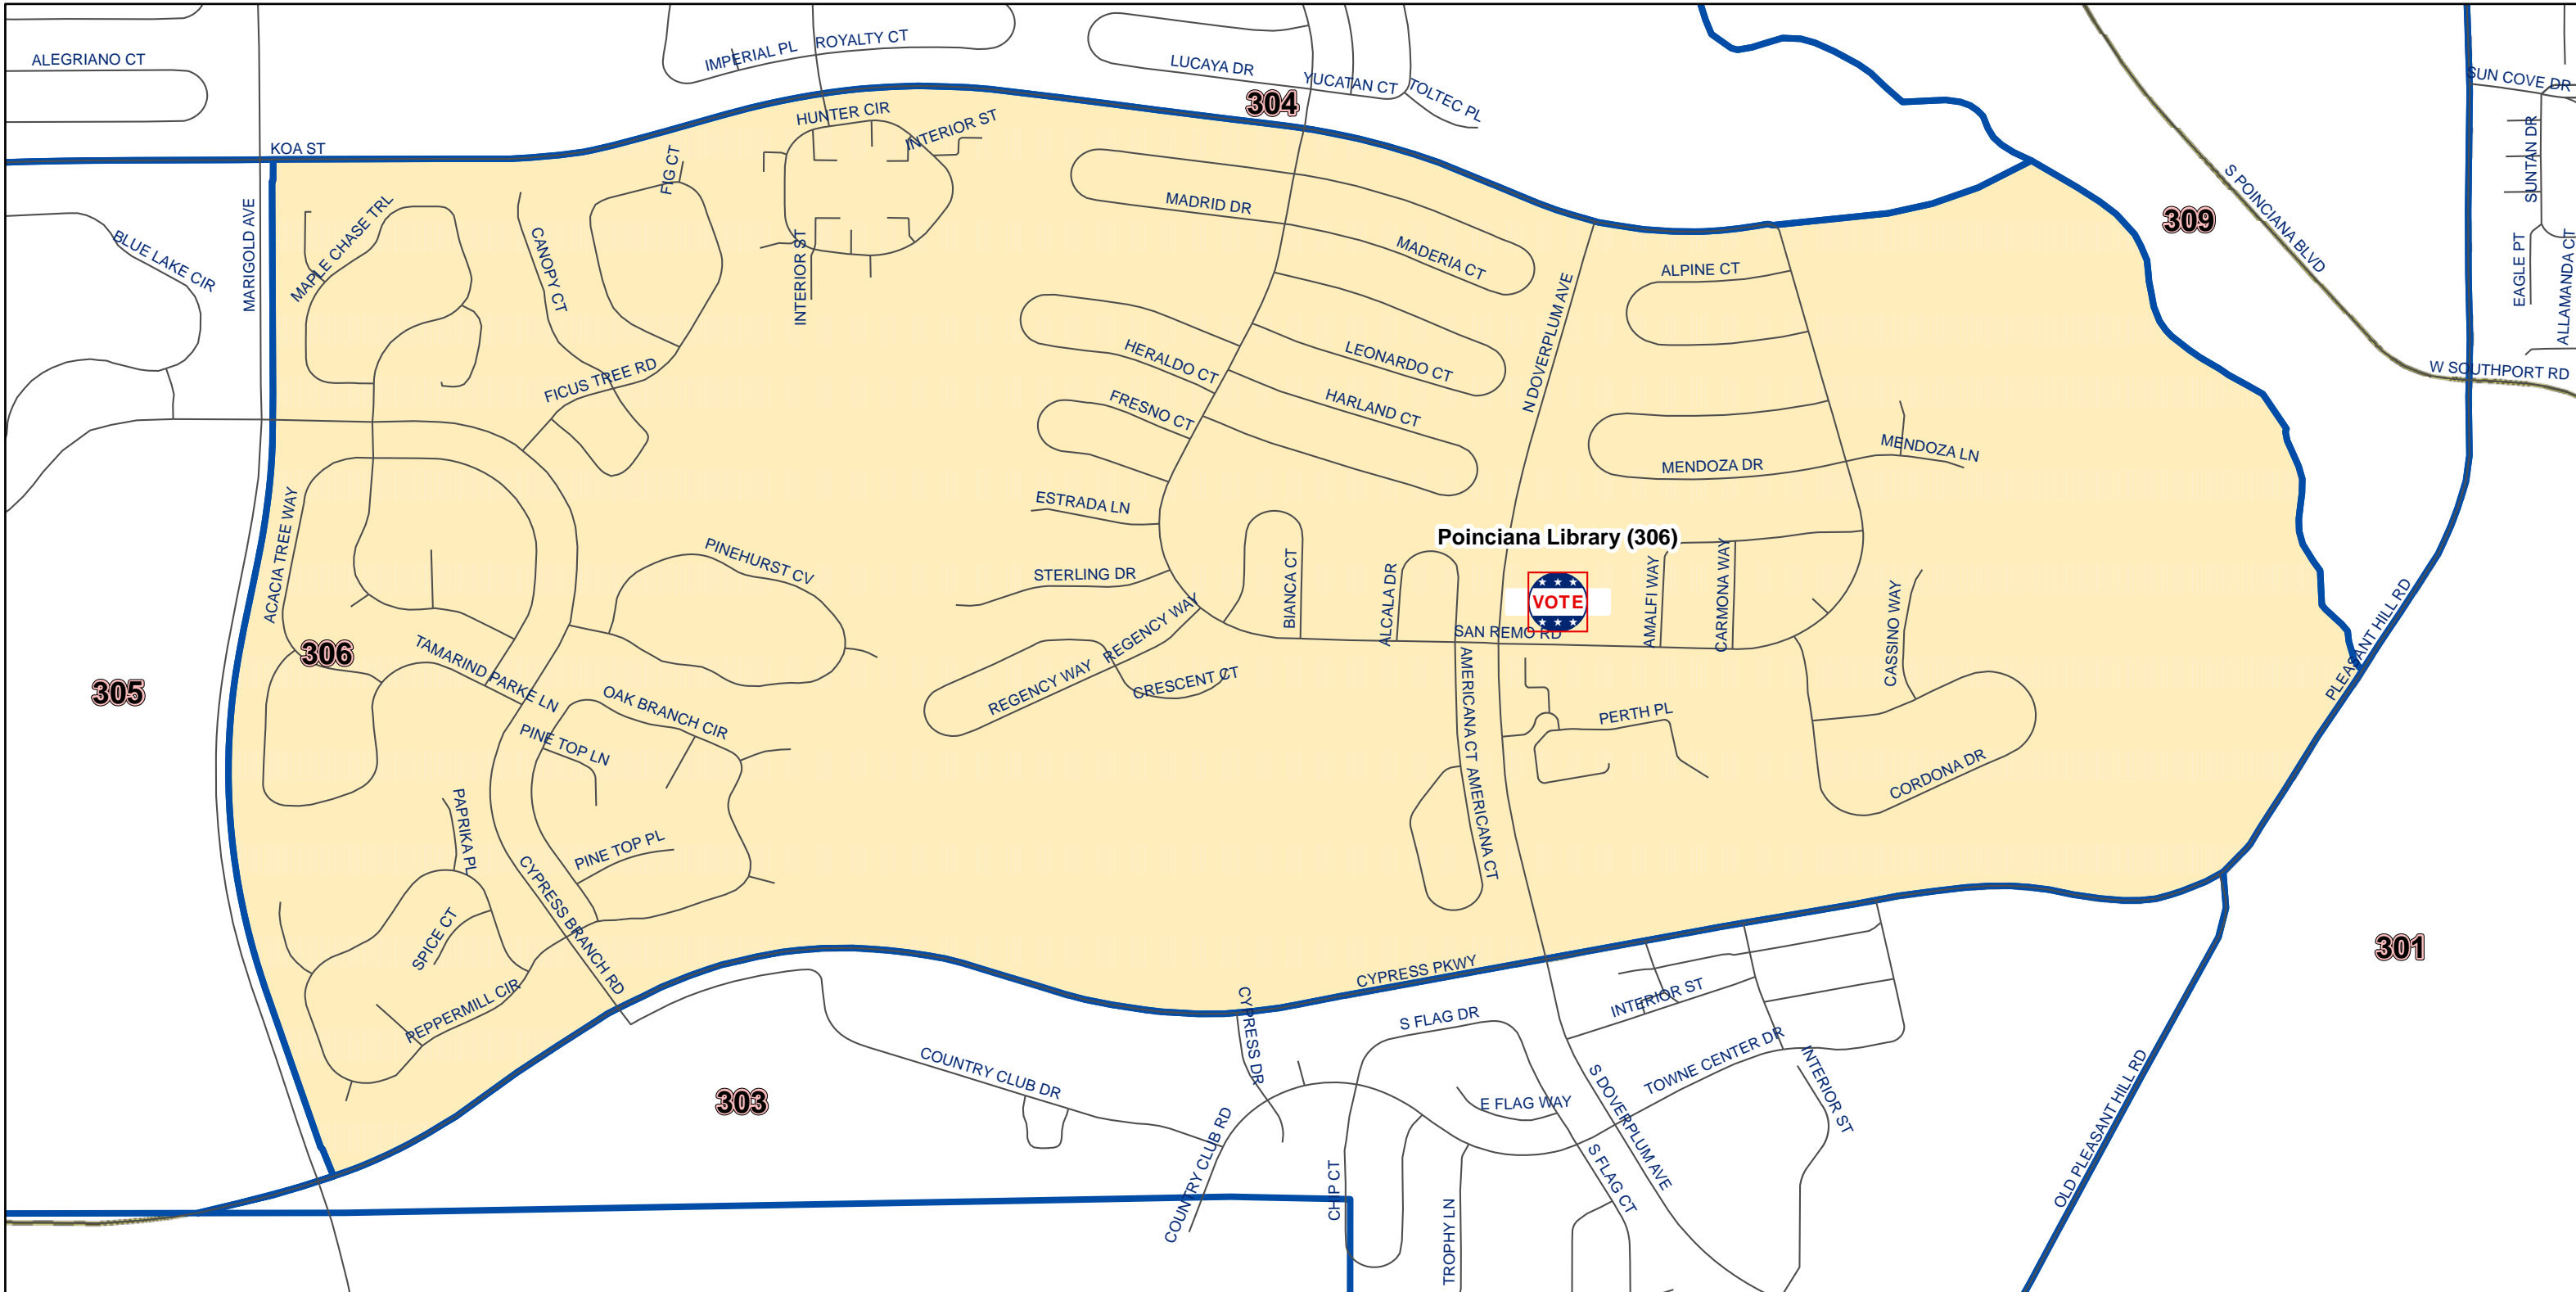 ALEGRIANO CT
IMPERIAL PL
ROYALTY CT
LUCAYA DR
YUCATAN CT
TOLTEC PL
SUN COVE DR
304
HUNTER CIR
INTERIOR ST
KOA ST
FIG CT
SUNTAN DR
MARIGOLD AVE
MAPLE CHASE TRL
MADRID DR
309
S POINCIANA BLVD
BLUE LAKE CIR
CANOPY CT
INTERIOR ST
MADERIA CT
ALPINE CT
EAGLE PT
ALLAMANDA CT
N DOVERPLUM AVE
HERALDO CT
LEONARDO CT
W SOUTHPORT RD
FICUS TREE RD
FRESNO CT
HARLAND CT
MENDOZA DR
MENDOZA LN
ESTRADA LN
ACACIA TREE WAY
PINEHURST CV
Poinciana Library (306)
STERLING DR
BIANCA CT
ALCALA DR
VOTE
AMALFI WAY
CARMONA WAY
CASSINO WAY
PLEASANT HILL RD
SAN REMO RD
306
305
TAMARIND PARKE LN
REGENCY WAY
REGENCY WAY
CRESCENT CT
OAK BRANCH CIR
PINE TOP LN
AMERICANA CT
PERTH PL
CORDONA DR
AMERICANA CT
PAPRIKA PL
PINE TOP PL
CYPRESS BRANCH RD
SPICE CT
301
PEPPERMILL CIR
CYPRESS PKWY
CYPRESS DR
INTERIOR ST
S FLAG DR
COUNTRY CLUB DR
TOWNE CENTER DR
INTERIOR ST
303
E FLAG WAY
S DOVERPLUM AVE
OLD PLEASANT HILL RD
COUNTRY CLUB RD
CHIP CT
S FLAG CT
TROPHY LN